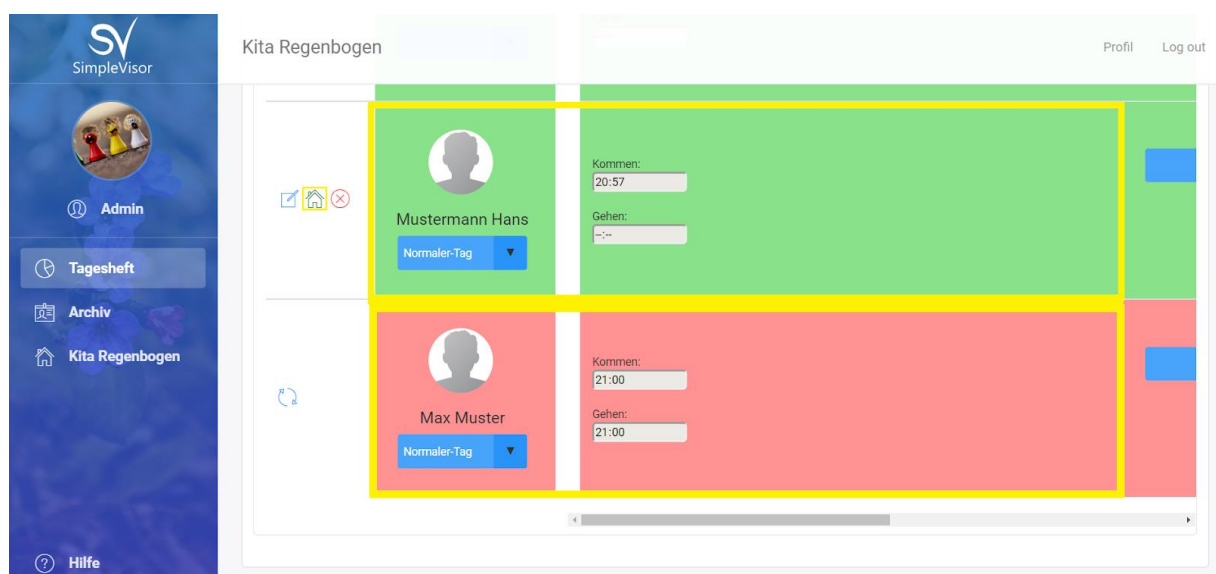 SV
SimpleVisor
Kita Regenbogen
Profil
Log out
Admin
Tagesheft
Archiv
Kita Regenbogen
Hilfe
Mustermann Hans
Normaler-Tag
Kommen:
20:57
Gehen:
--:--
Max Muster
Normaler-Tag
Kommen:
21:00
Gehen:
21:00